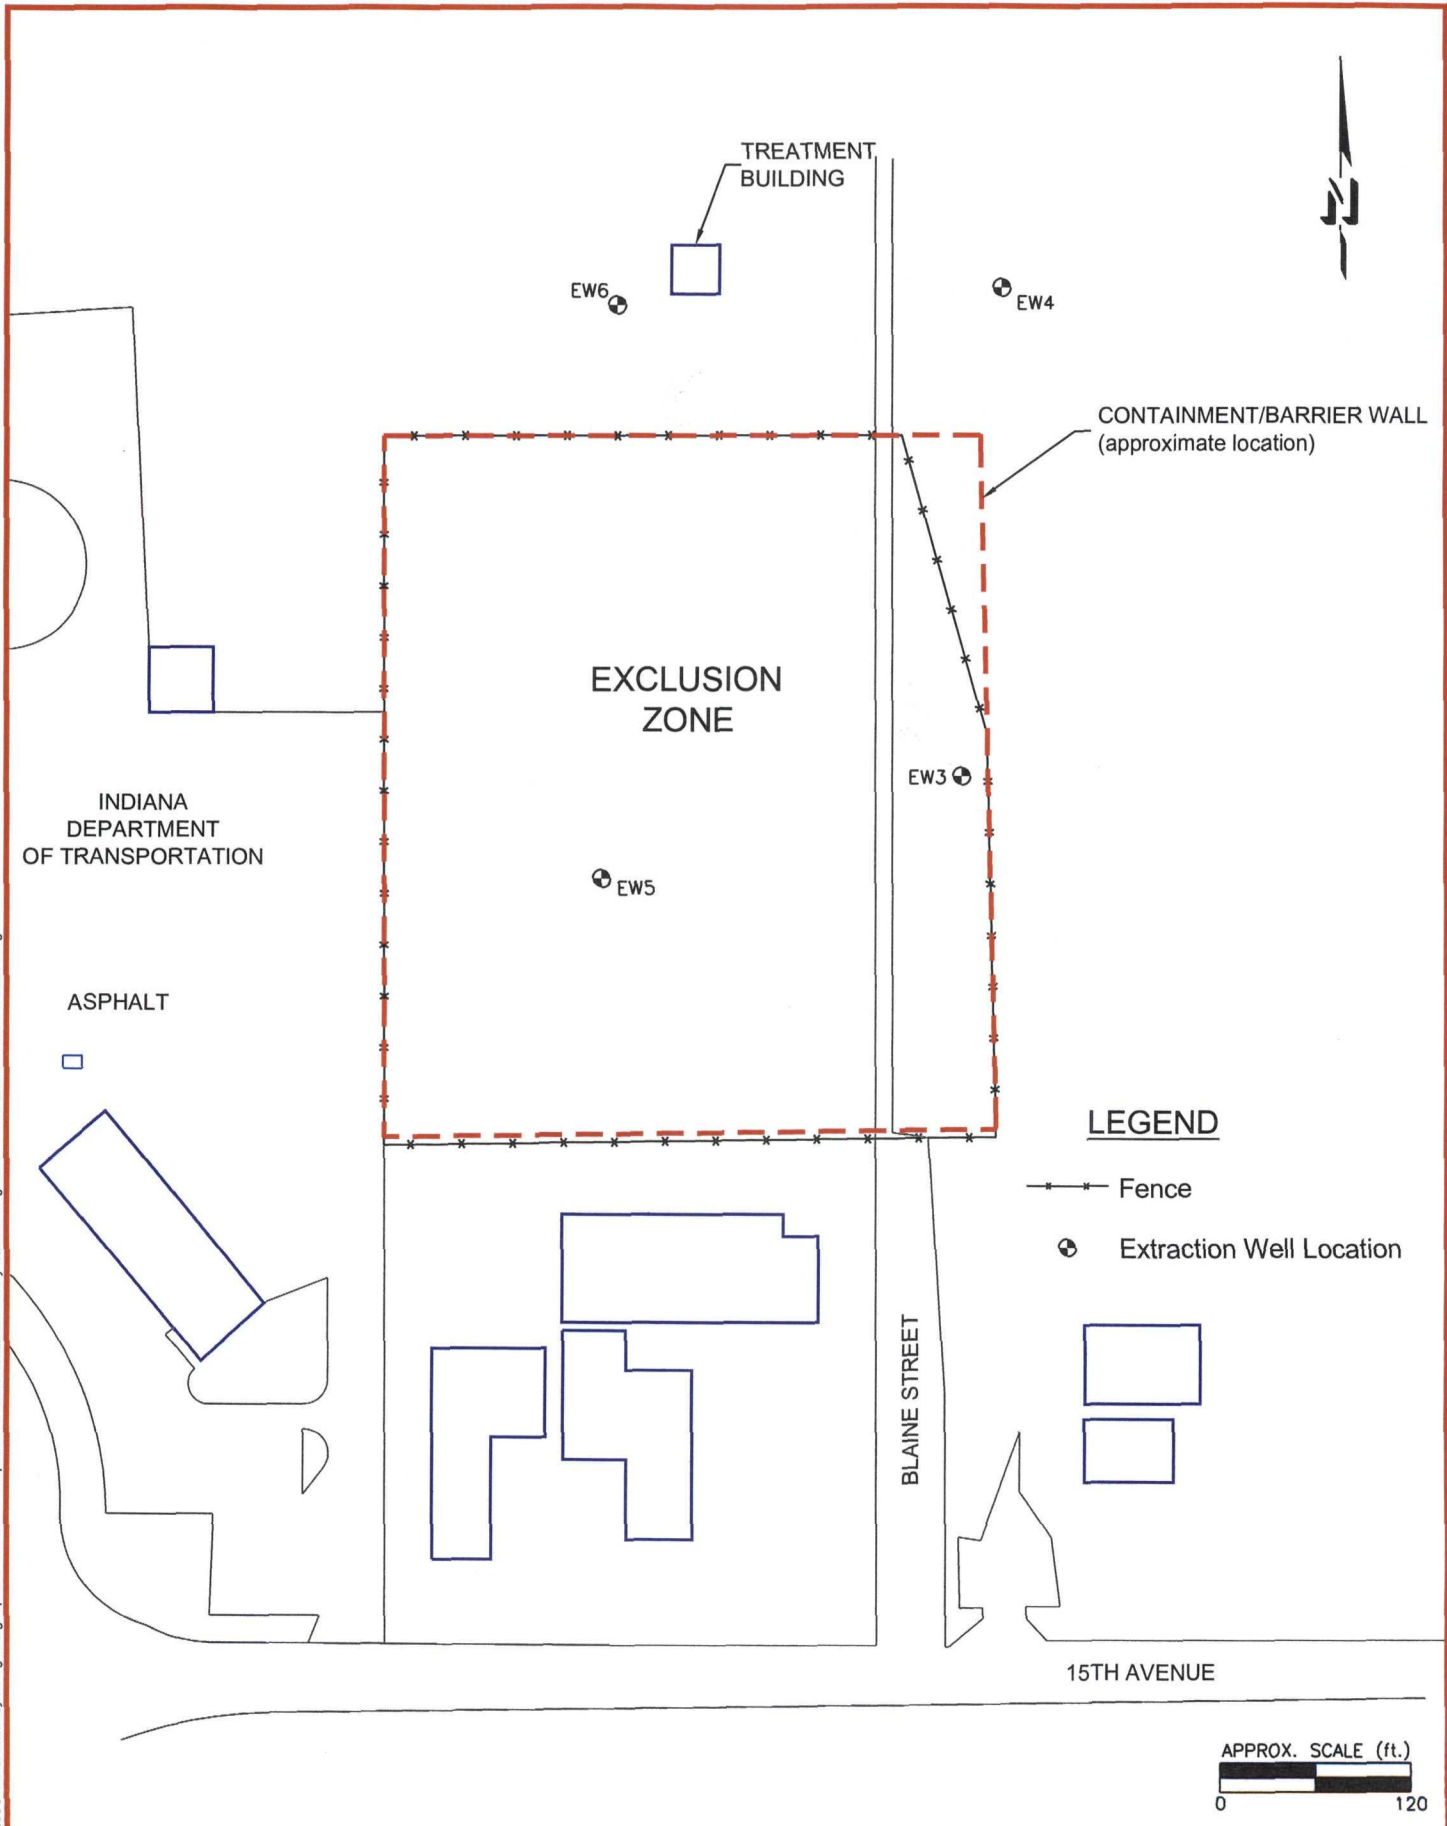 TREATMENT
BUILDING
N
EW6
EW4
CONTAINMENT/BARRIER WALL
(approximate location)
EXCLUSION
ZONE
EW3
INDIANA
DEPARTMENT
OF TRANSPORTATION
EW5
ASPHALT
LEGEND
Fence
Extraction Well Location
BLAINE STREET
15TH AVENUE
APPROX. SCALE (ft.)
0 120